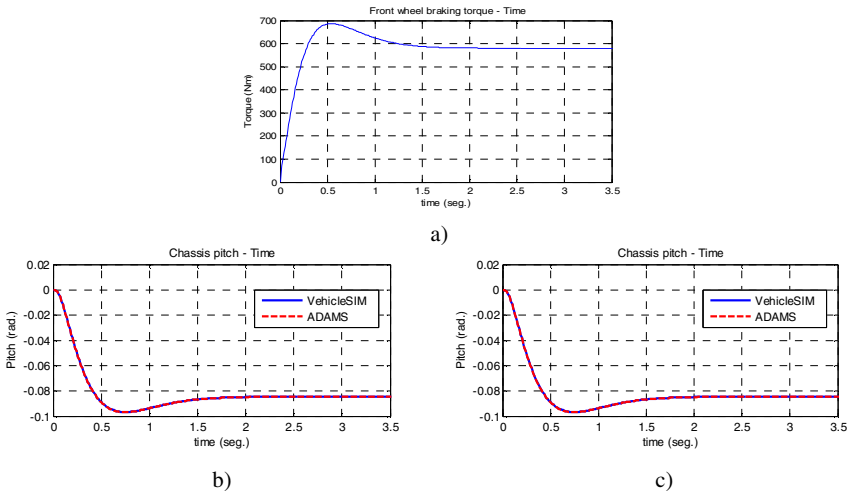 Front wheel braking torque - Time
Torque (Nm)
700
600
500
400
300
200
100
0
0 0.5 1 1.5 2 2.5 3 3.5
time (seg.)
a)
Chassis pitch - Time
Pitch (rad.)
0.02
0
-0.02
-0.04
-0.06
-0.08
-0.1
VehicleSIM
ADAMS
0 0.5 1 1.5 2 2.5 3 3.5
time (seg.)
b)
Chassis pitch - Time
Pitch (rad.)
0.02
0
-0.02
-0.04
-0.06
-0.08
-0.1
VehicleSIM
ADAMS
0 0.5 1 1.5 2 2.5 3 3.5
time (seg.)
c)